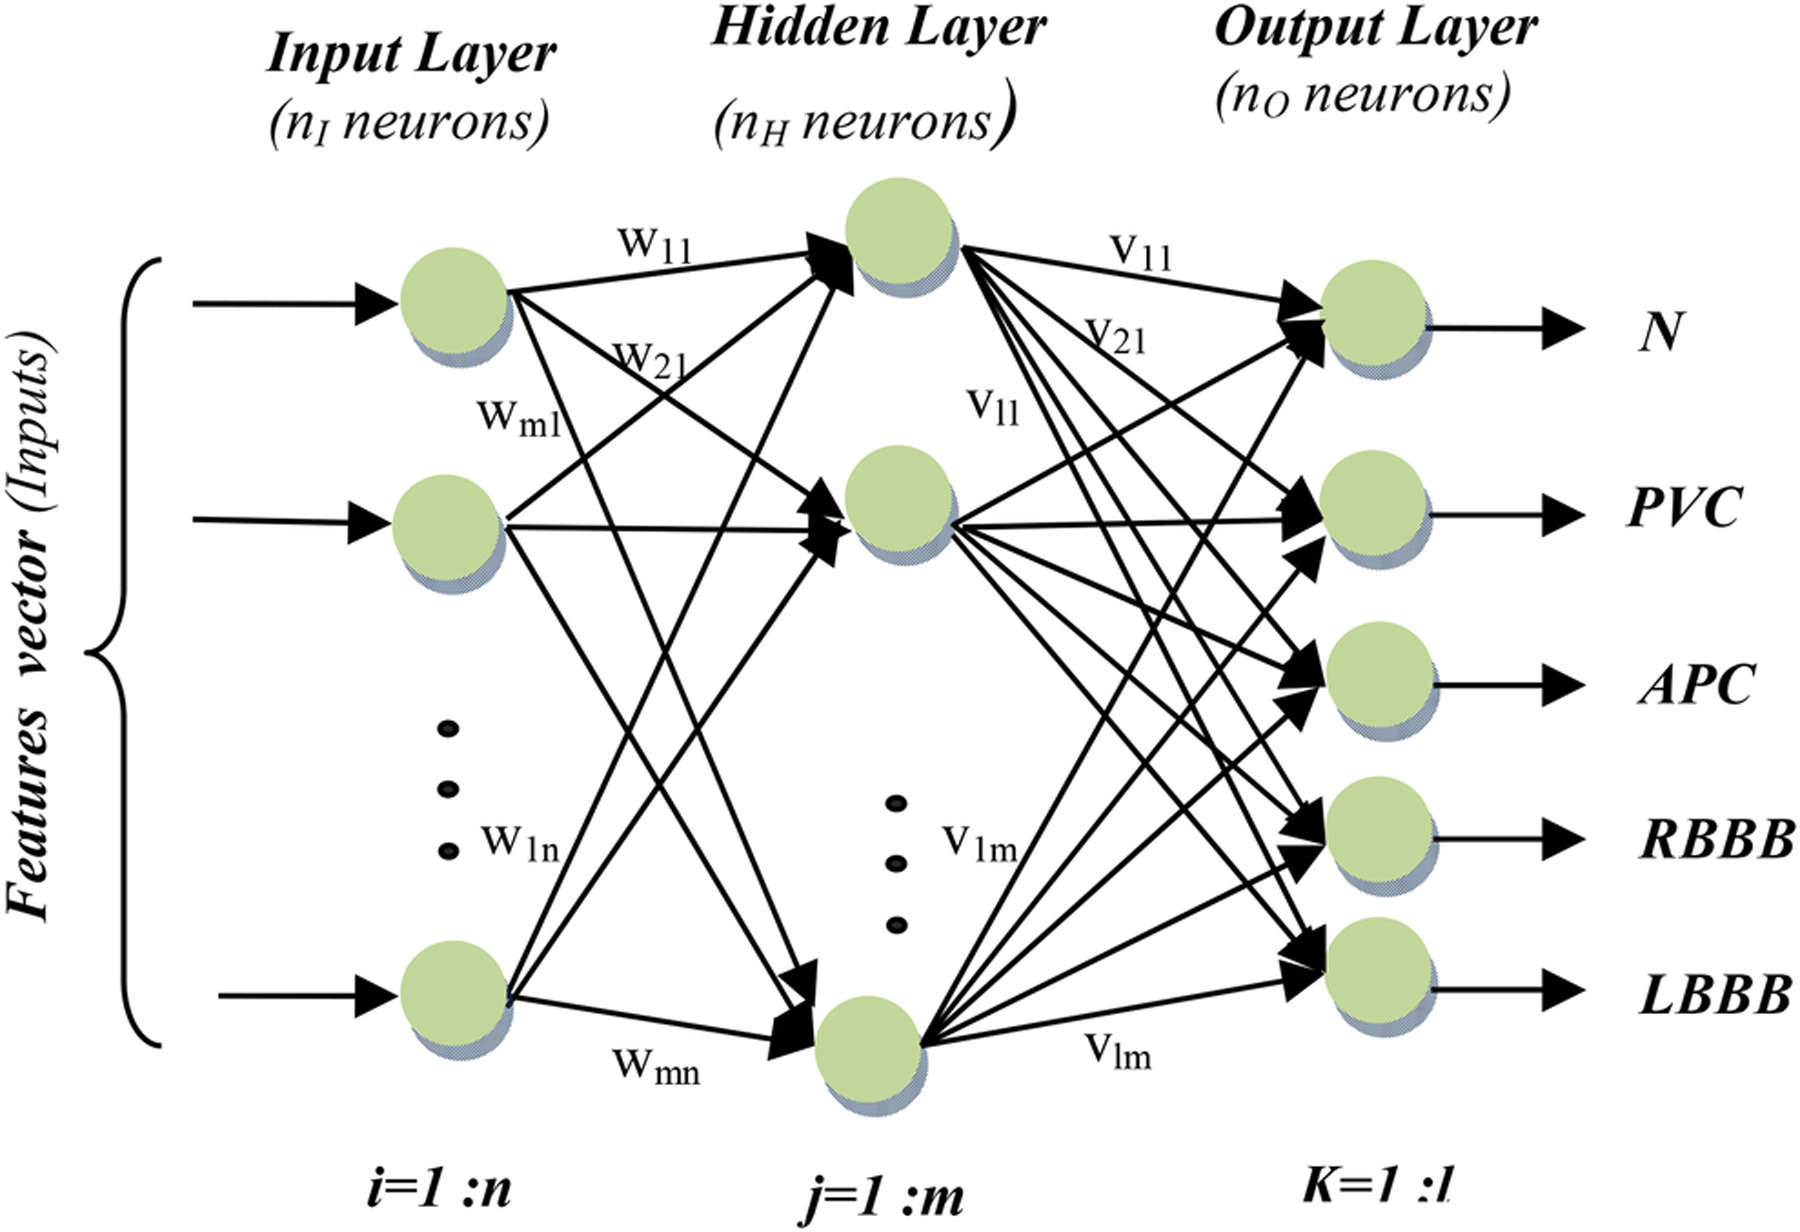 Input Layer
(nI neurons)
Hidden Layer
(nH neurons)
Output Layer
(nO neurons)
Features vector (Inputs)
w11
w21
wm1
w1n
wmn
v11
v21
vl1
v1m
vlm
N
PVC
APC
RBBB
LBBB
i=1 :n
j=1 :m
K=1 :l